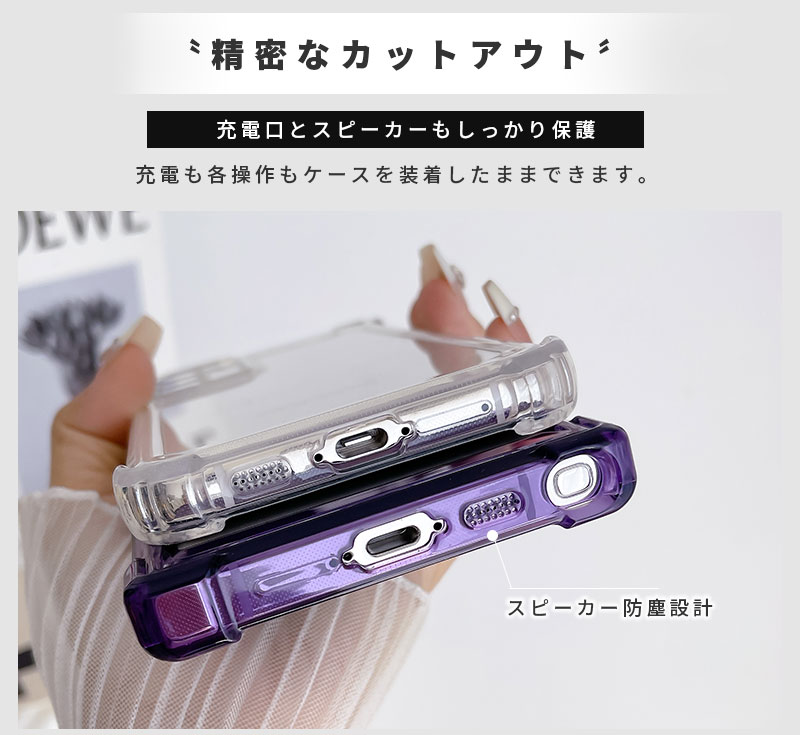 〝精密なカットアウト〞
充電口とスピーカーもしっかり保護
充電も各操作もケースを装着したままできます。
OEWE
スピーカー防塵設計